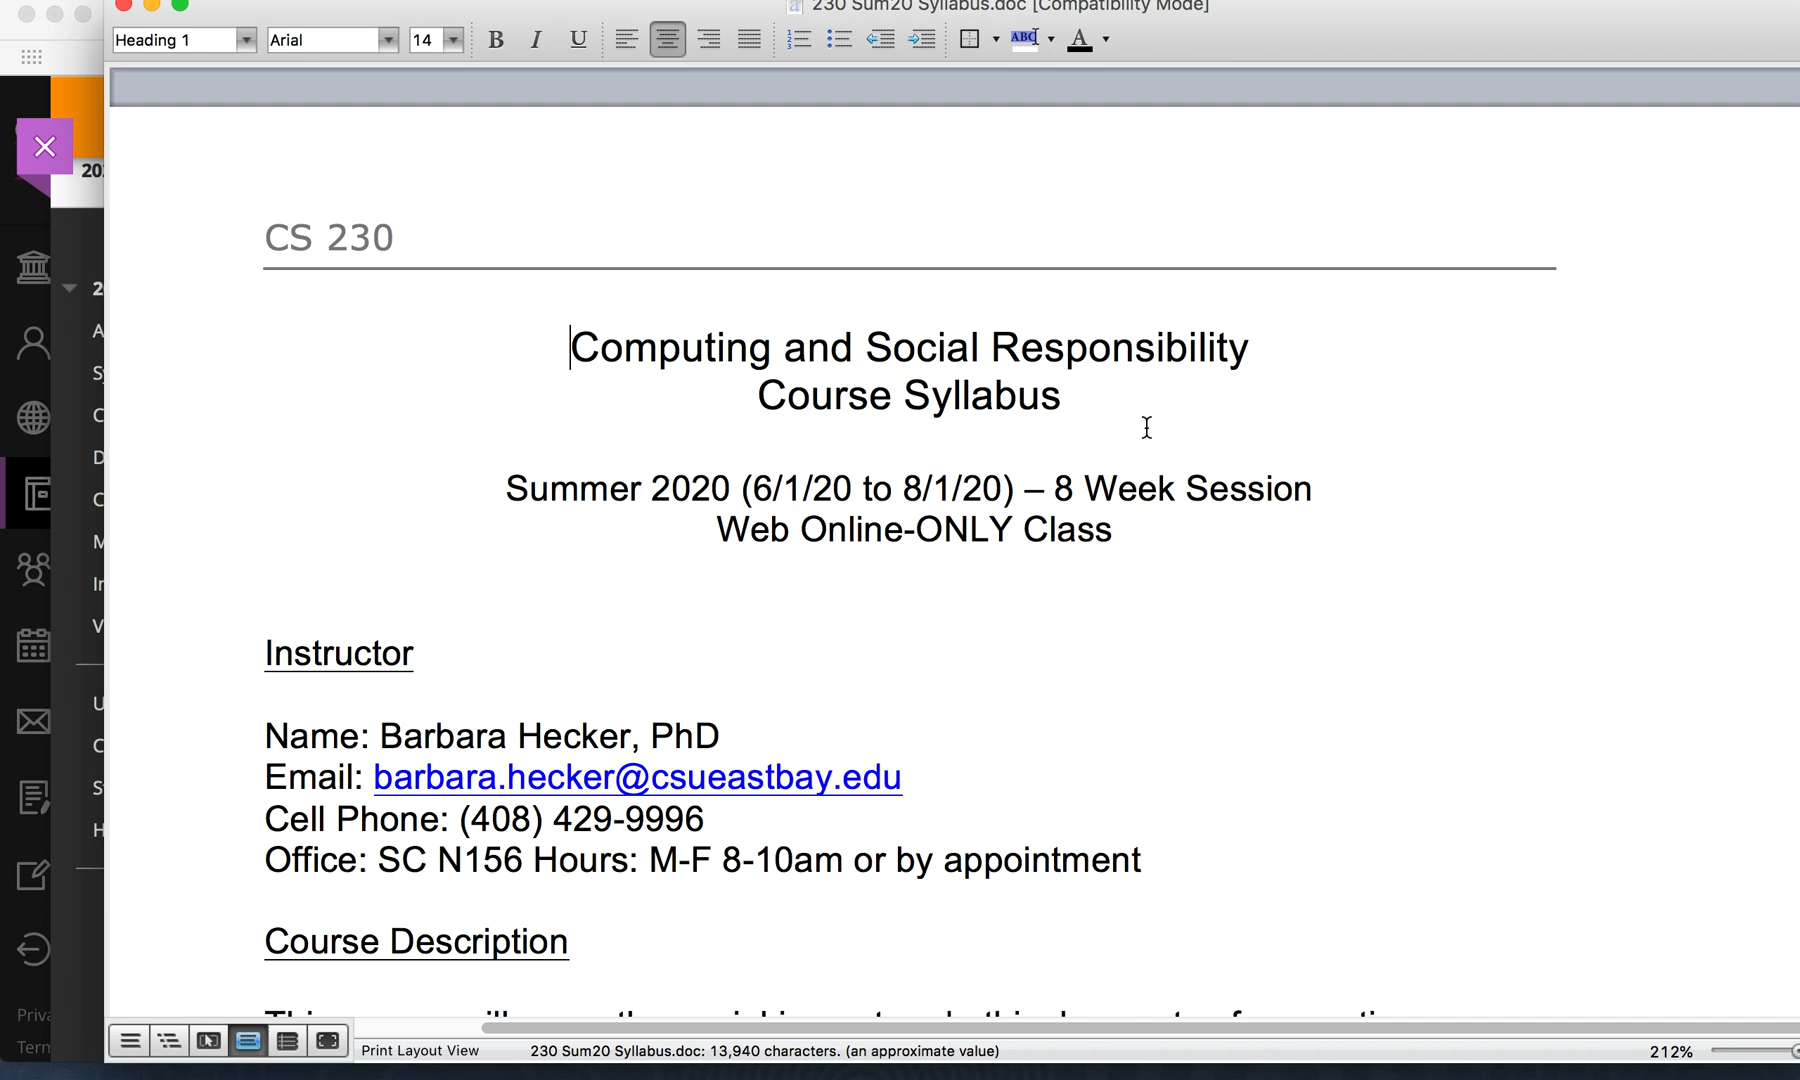 230 Sum20 Syllabus.doc [Compatibility Mode]
Heading 1 Arial 14 B I U ABC A
202
CS 230
Computing and Social Responsibility
Course Syllabus
Summer 2020 (6/1/20 to 8/1/20) – 8 Week Session
Web Online-ONLY Class
Instructor
Name: Barbara Hecker, PhD
Email: barbara.hecker@csueastbay.edu
Cell Phone: (408) 429-9996
Office: SC N156 Hours: M-F 8-10am or by appointment
Course Description
Print Layout View 230 Sum20 Syllabus.doc: 13,940 characters. (an approximate value) 212%